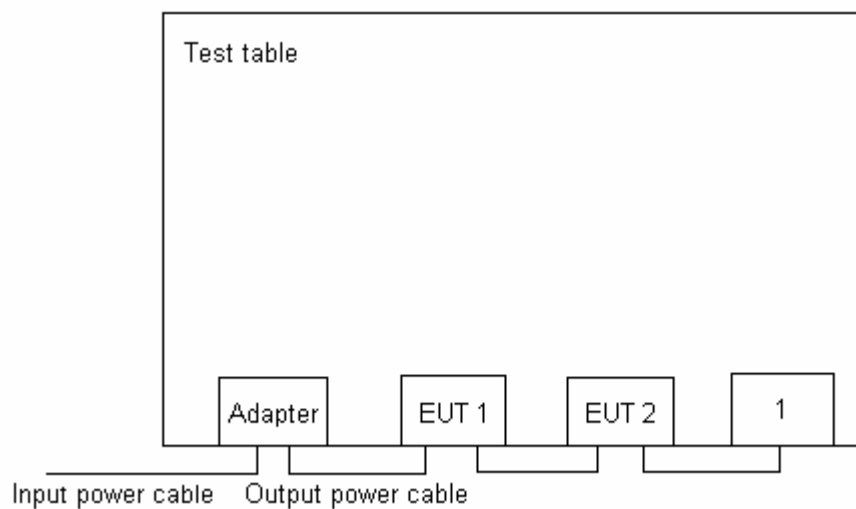 Test table
Adapter
EUT 1
EUT 2
1
Input power cable
Output power cable